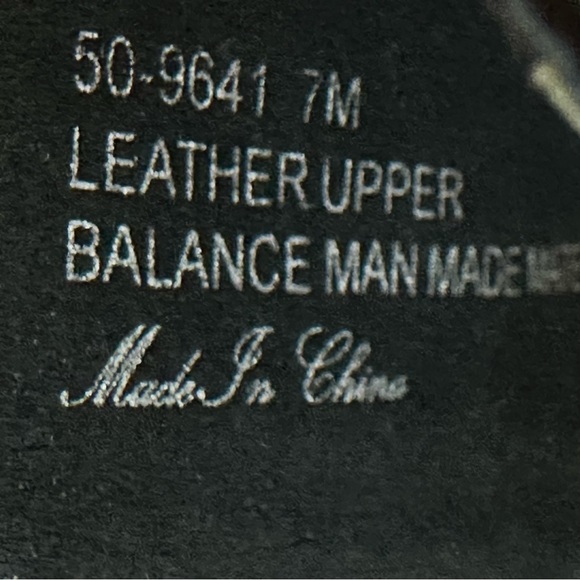 50-9641 7M
LEATHER UPPER
BALANCE MAN MADE
Made In China